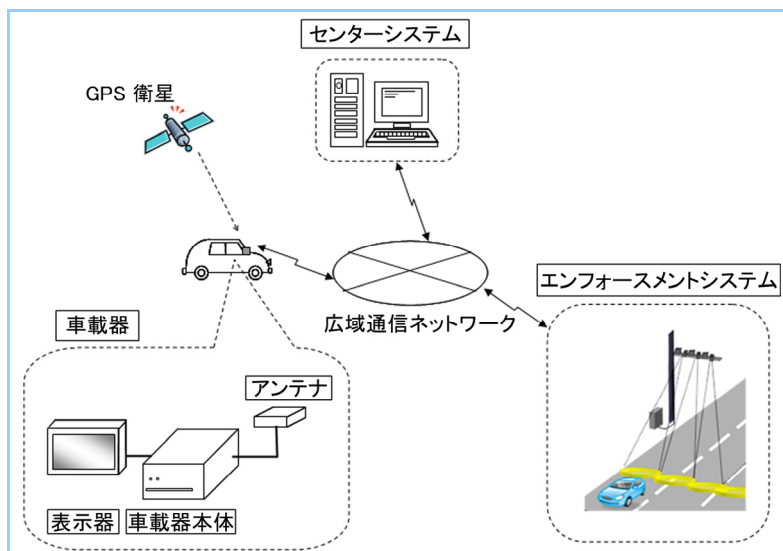 センターシステム
GPS 衛星
エンフォースメントシステム
広域通信ネットワーク
車載器
アンテナ
表示器
車載器本体